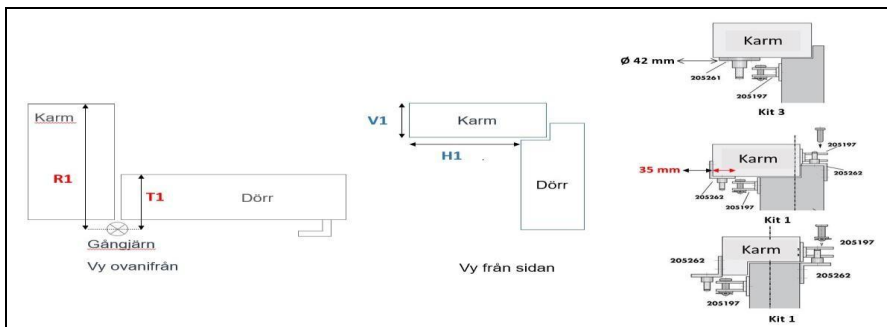 Karm
R1
T1
Dörr
Gångjärn
Vy ovanifrån
V1
Karm
H1
Dörr
Vy från sidan
Karm
Ø 42 mm
205261
205197
Kit 3
205197
Karm
35 mm
205262
205262
205197
Kit 1
Karm
205197
205262
205262
205197
Kit 1